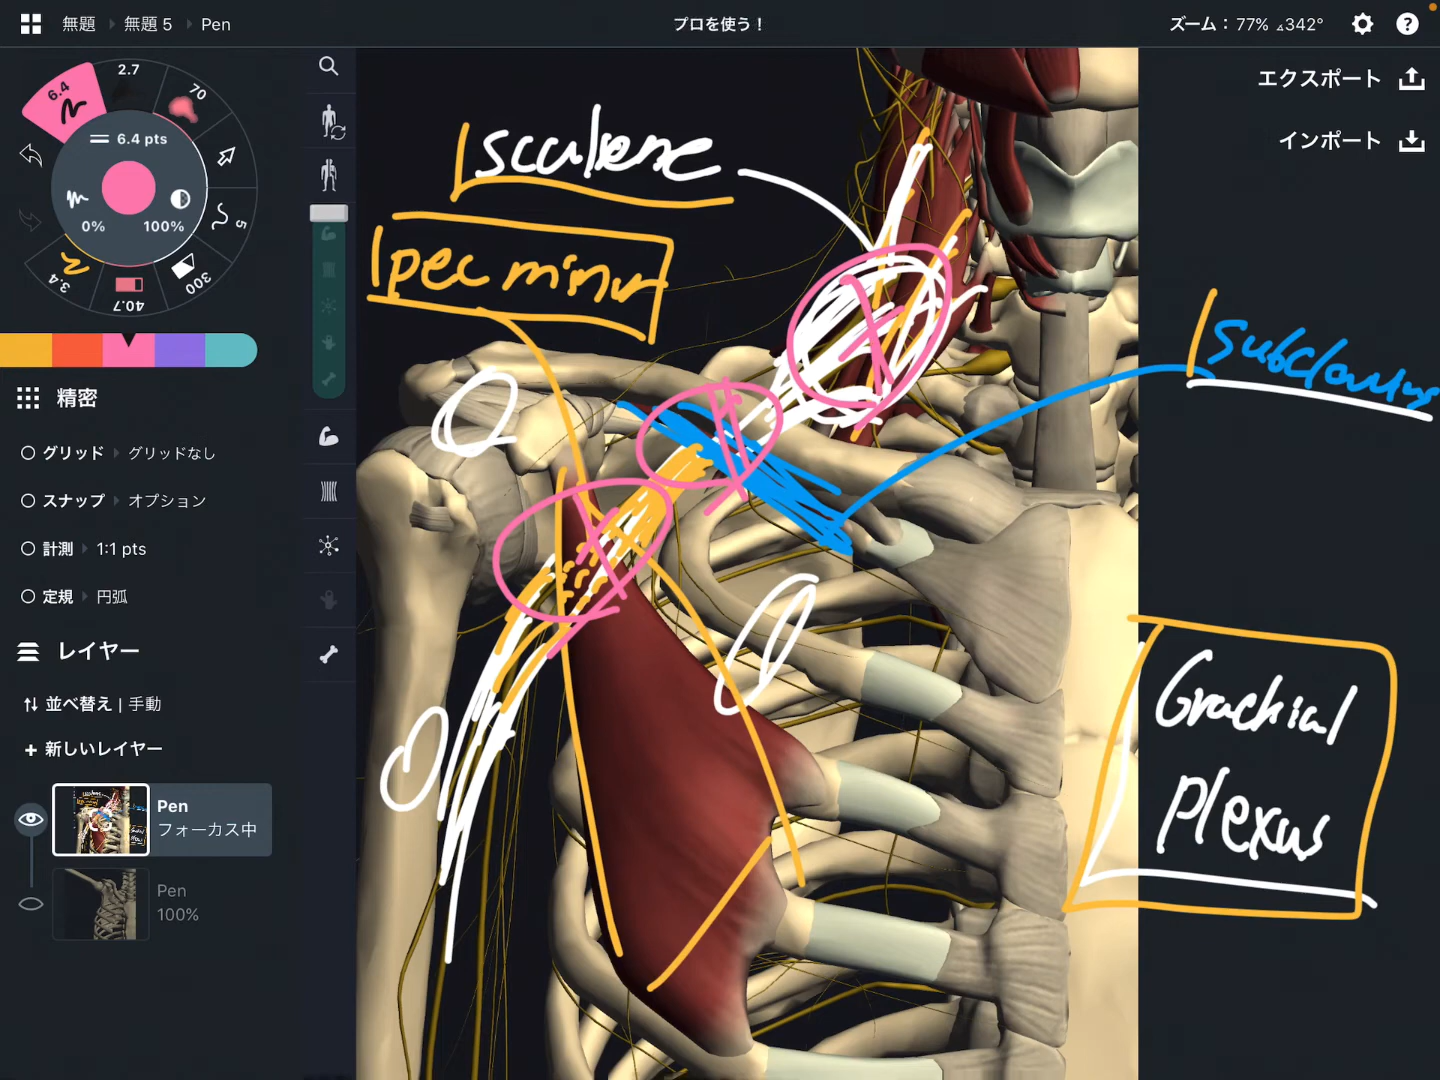 無題 無題 5 Pen
プロを使う！
ズーム： 77% ⦟342°
エクスポート
インポート
2.7
6.4
70
6.4 pts
0% 100%
5
3.4
40.7
300
精密
グリッド グリッドなし
スナップ オプション
計測 1:1 pts
定規 円弧
レイヤー
並べ替え | 手動
+ 新しいレイヤー
Pen
フォーカス中
Pen
100%
scalene
pec minor
subclavius
Brachial
plexus